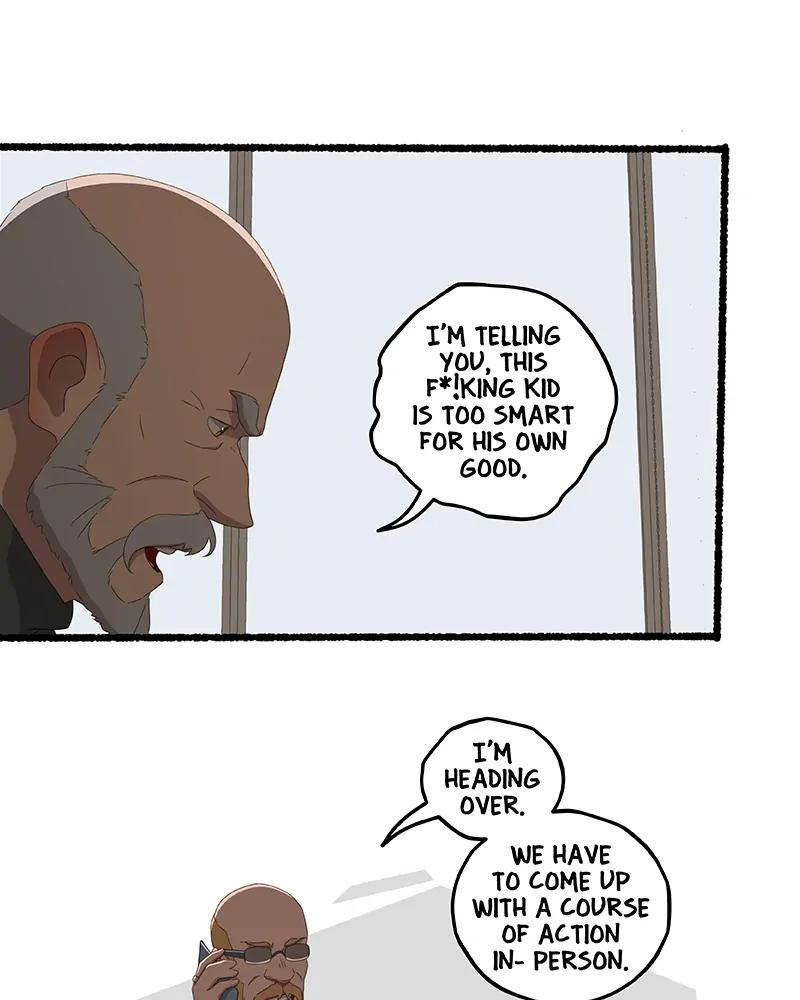 I'M TELLING
YOU, THIS
F*!KING KID
IS TOO SMART
FOR HIS OWN
GOOD.
I'M
HEADING
OVER.
WE HAVE
TO COME UP
WITH A COURSE
OF ACTION
IN- PERSON.